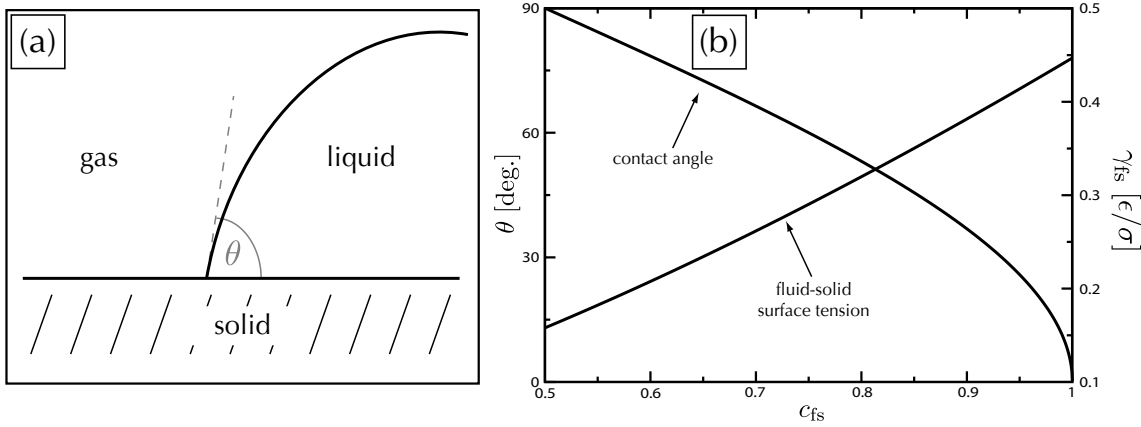 (a)
gas
liquid
θ
solid
(b)
90
60
30
0
θ [deg.]
contact angle
fluid-solid
surface tension
0.5
0.6
0.7
0.8
0.9
1
c_fs
0.5
0.4
0.3
0.2
0.1
γ_fs [ϵ/σ]